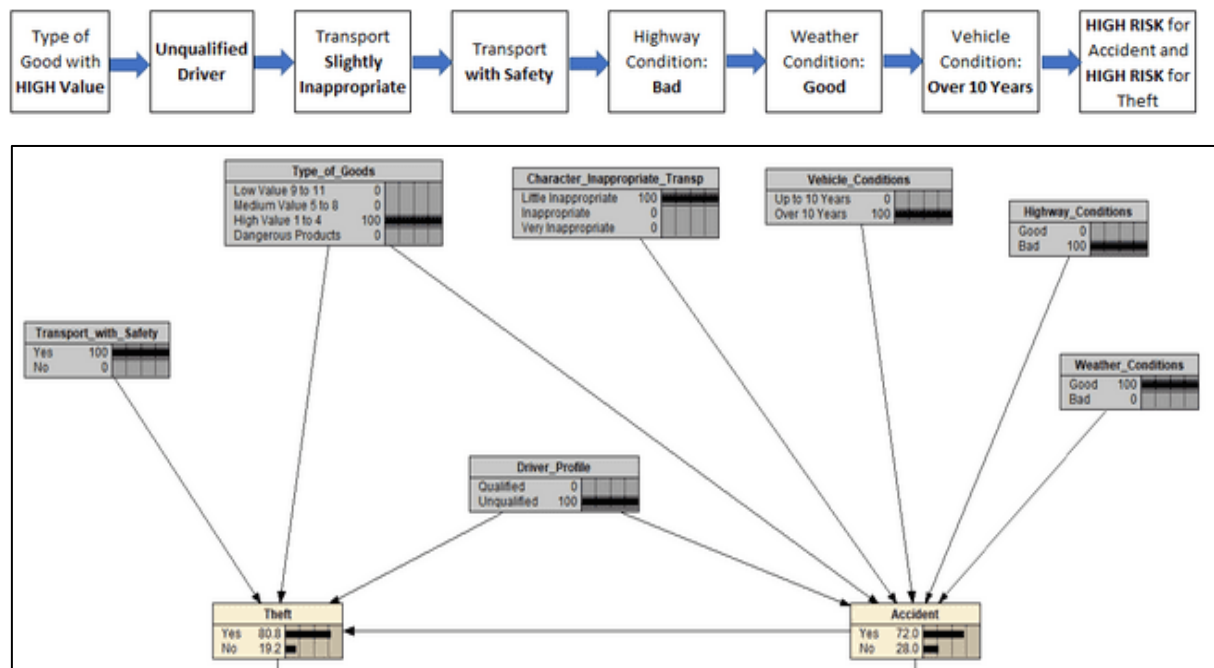 Type of
Good with
HIGH Value
Unqualified
Driver
Transport
Slightly
Inappropriate
Transport
with Safety
Highway
Condition:
Bad
Weather
Condition:
Good
Vehicle
Condition:
Over 10 Years
HIGH RISK for
Accident and
HIGH RISK for
Theft
Type_of_Goods
Low Value 9 to 11 0
Medium Value 5 to 8 0
High Value 1 to 4 100
Dangerous Products 0
Character_Inappropriate_Transp
Little Inappropriate 100
Inappropriate 0
Very Inappropriate 0
Vehicle_Conditions
Up to 10 Years 0
Over 10 Years 100
Highway_Conditions
Good 0
Bad 100
Transport_with_Safety
Yes 100
No 0
Weather_Conditions
Good 100
Bad 0
Driver_Profile
Qualified 0
Unqualified 100
Theft
Yes 80.8
No 19.2
Accident
Yes 72.0
No 28.0